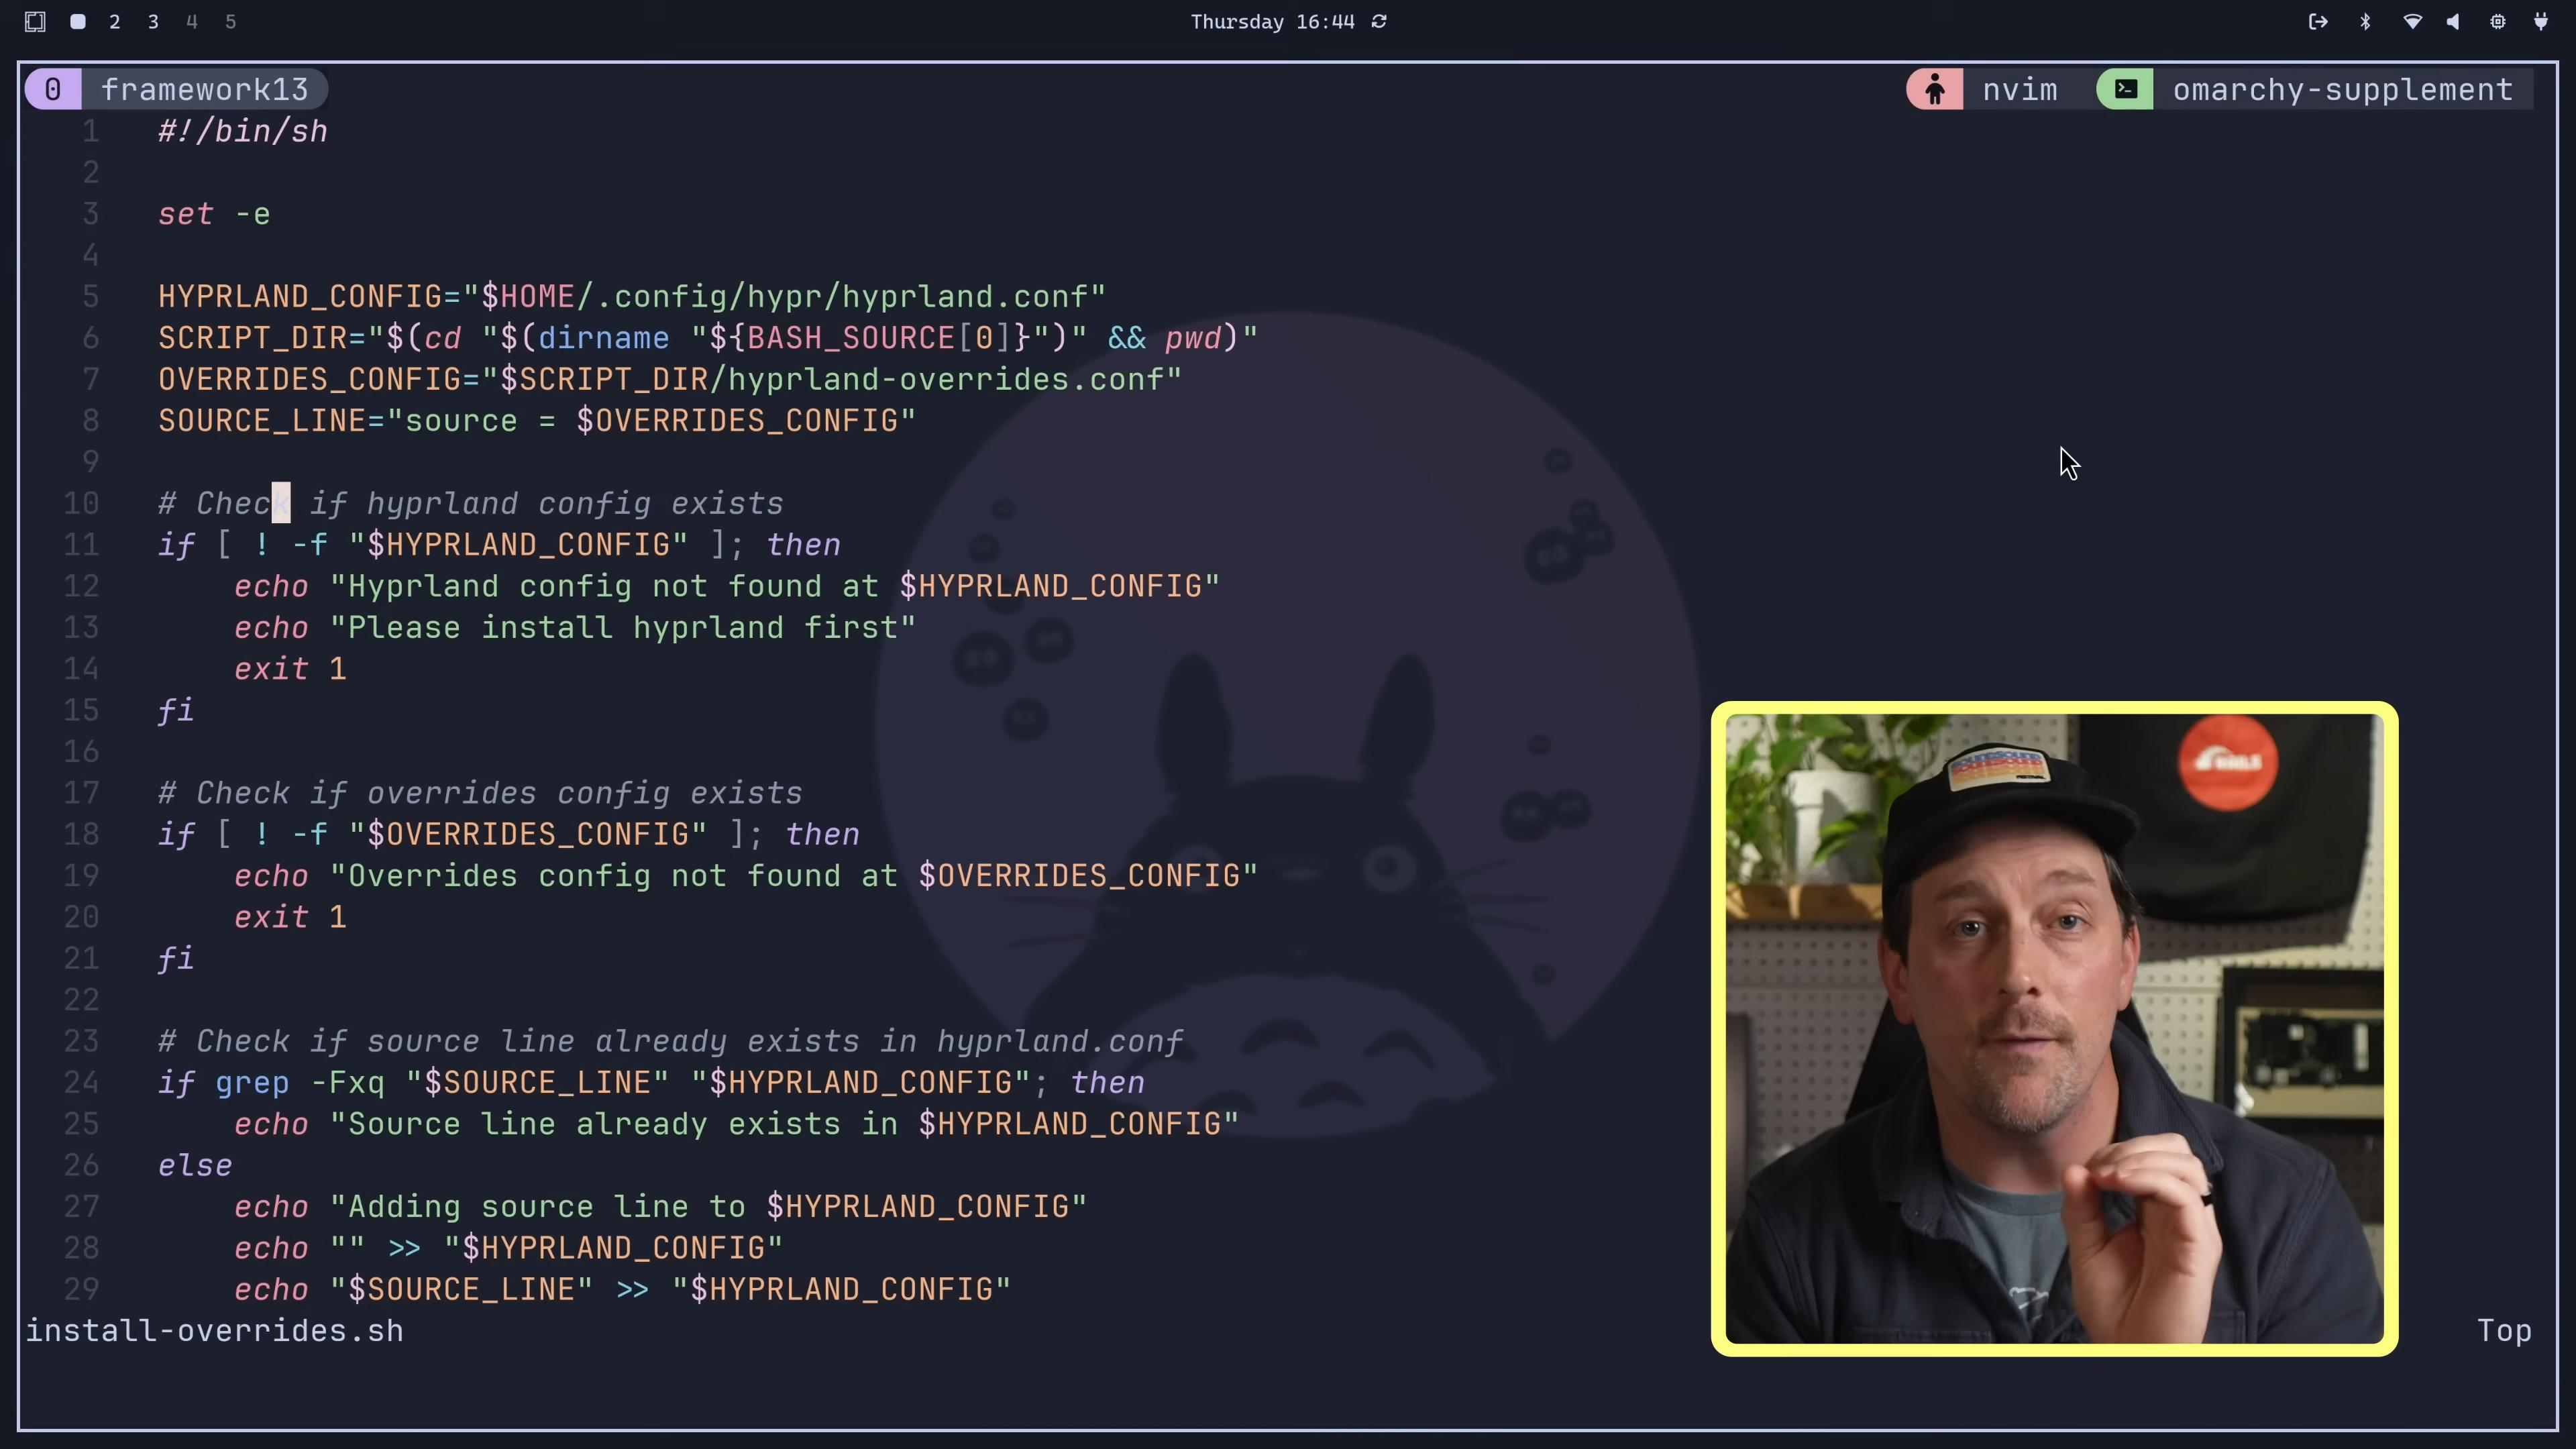 2 3 4 5
Thursday 16:44
0 framework13
nvim omarchy-supplement
1 #!/bin/sh
2
3 set -e
4
5 HYPRLAND_CONFIG="$HOME/.config/hypr/hyprland.conf"
6 SCRIPT_DIR="$(cd "$(dirname "${BASH_SOURCE[0]}")" && pwd)"
7 OVERRIDES_CONFIG="$SCRIPT_DIR/hyprland-overrides.conf"
8 SOURCE_LINE="source = $OVERRIDES_CONFIG"
9
10 # Check if hyprland config exists
11 if [ ! -f "$HYPRLAND_CONFIG" ]; then
12     echo "Hyprland config not found at $HYPRLAND_CONFIG"
13     echo "Please install hyprland first"
14     exit 1
15 fi
16
17 # Check if overrides config exists
18 if [ ! -f "$OVERRIDES_CONFIG" ]; then
19     echo "Overrides config not found at $OVERRIDES_CONFIG"
20     exit 1
21 fi
22
23 # Check if source line already exists in hyprland.conf
24 if grep -Fxq "$SOURCE_LINE" "$HYPRLAND_CONFIG"; then
25     echo "Source line already exists in $HYPRLAND_CONFIG"
26 else
27     echo "Adding source line to $HYPRLAND_CONFIG"
28     echo "" >> "$HYPRLAND_CONFIG"
29     echo "$SOURCE_LINE" >> "$HYPRLAND_CONFIG"
install-overrides.sh
Top